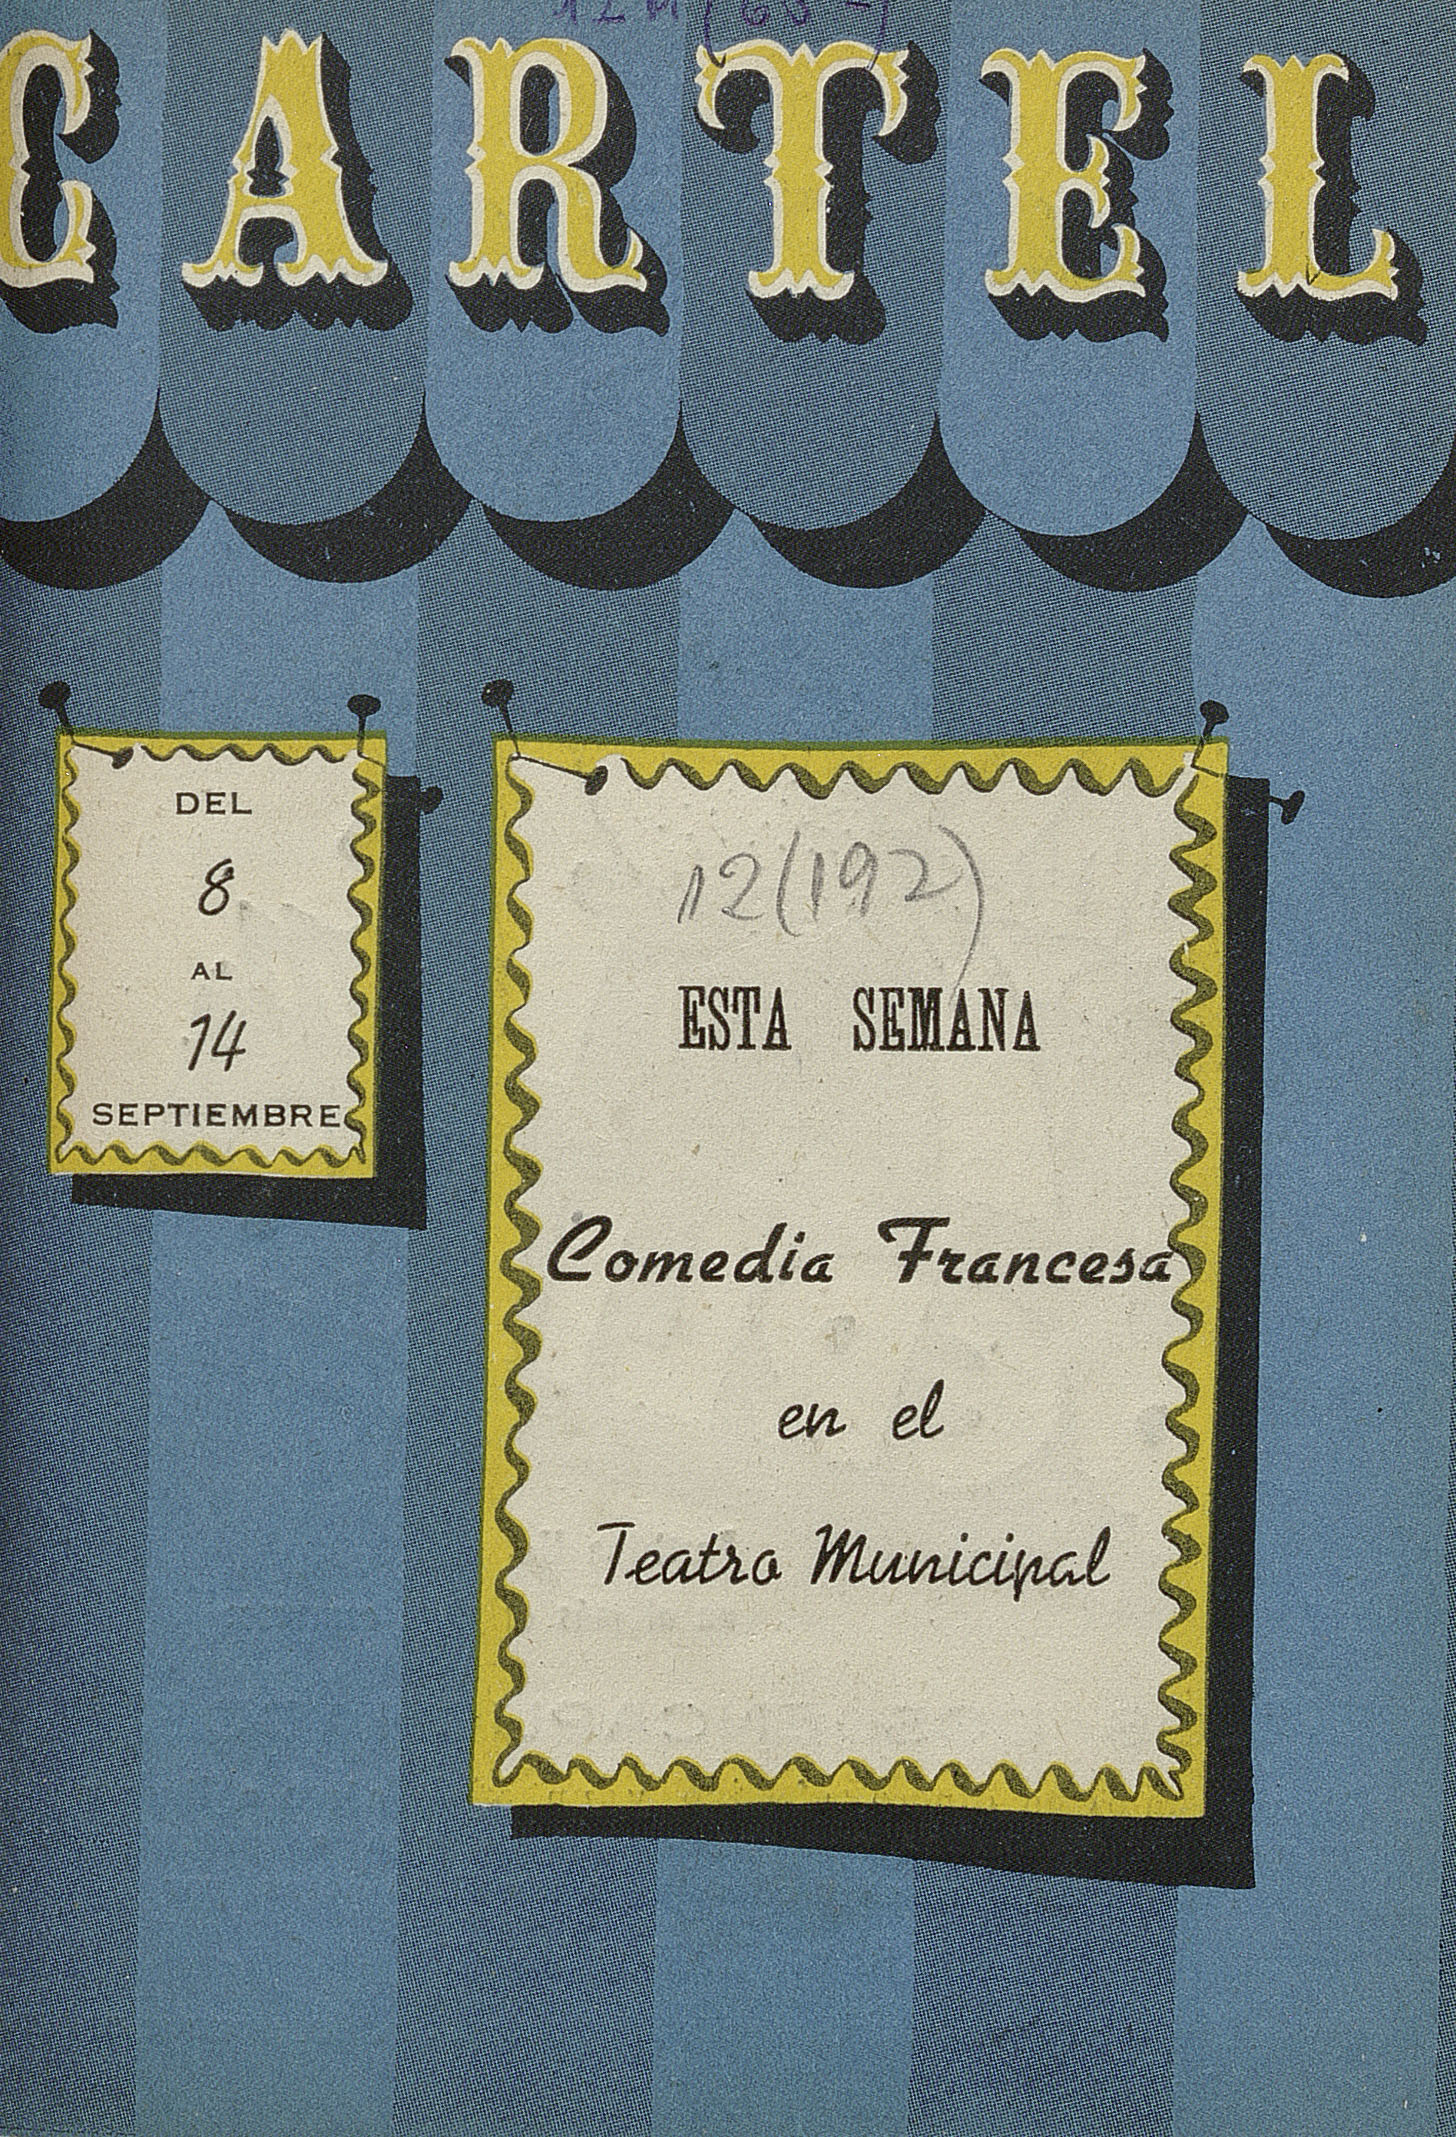 CARTEL
DEL
8
AL
14
SEPTIEMBRE
12(192)
ESTA SEMANA
Comedia Francesa
en el
Teatro Municipal